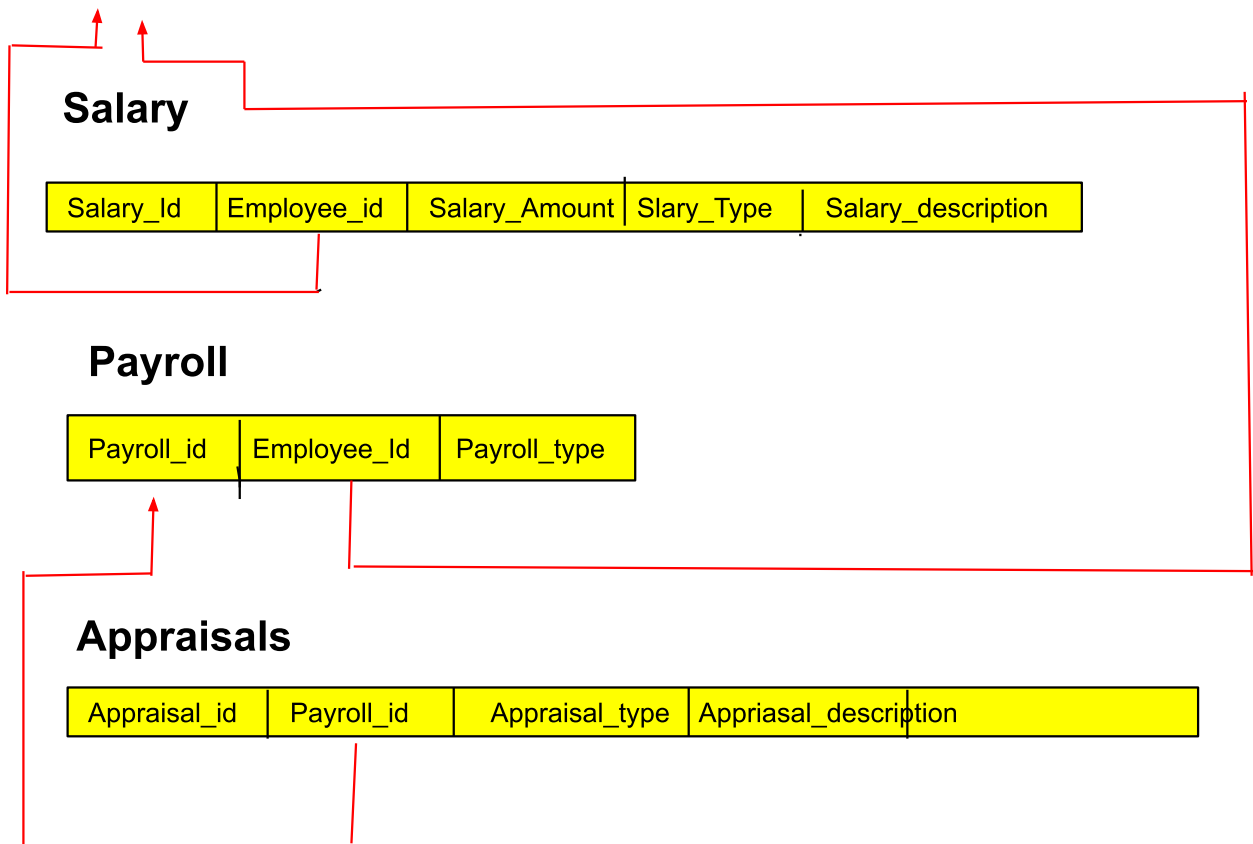 Salary
Salary_Id Employee_id Salary_Amount Slary_Type Salary_description
Payroll
Payroll_id Employee_Id Payroll_type
Appraisals
Appraisal_id Payroll_id Appraisal_type Appriasal_description